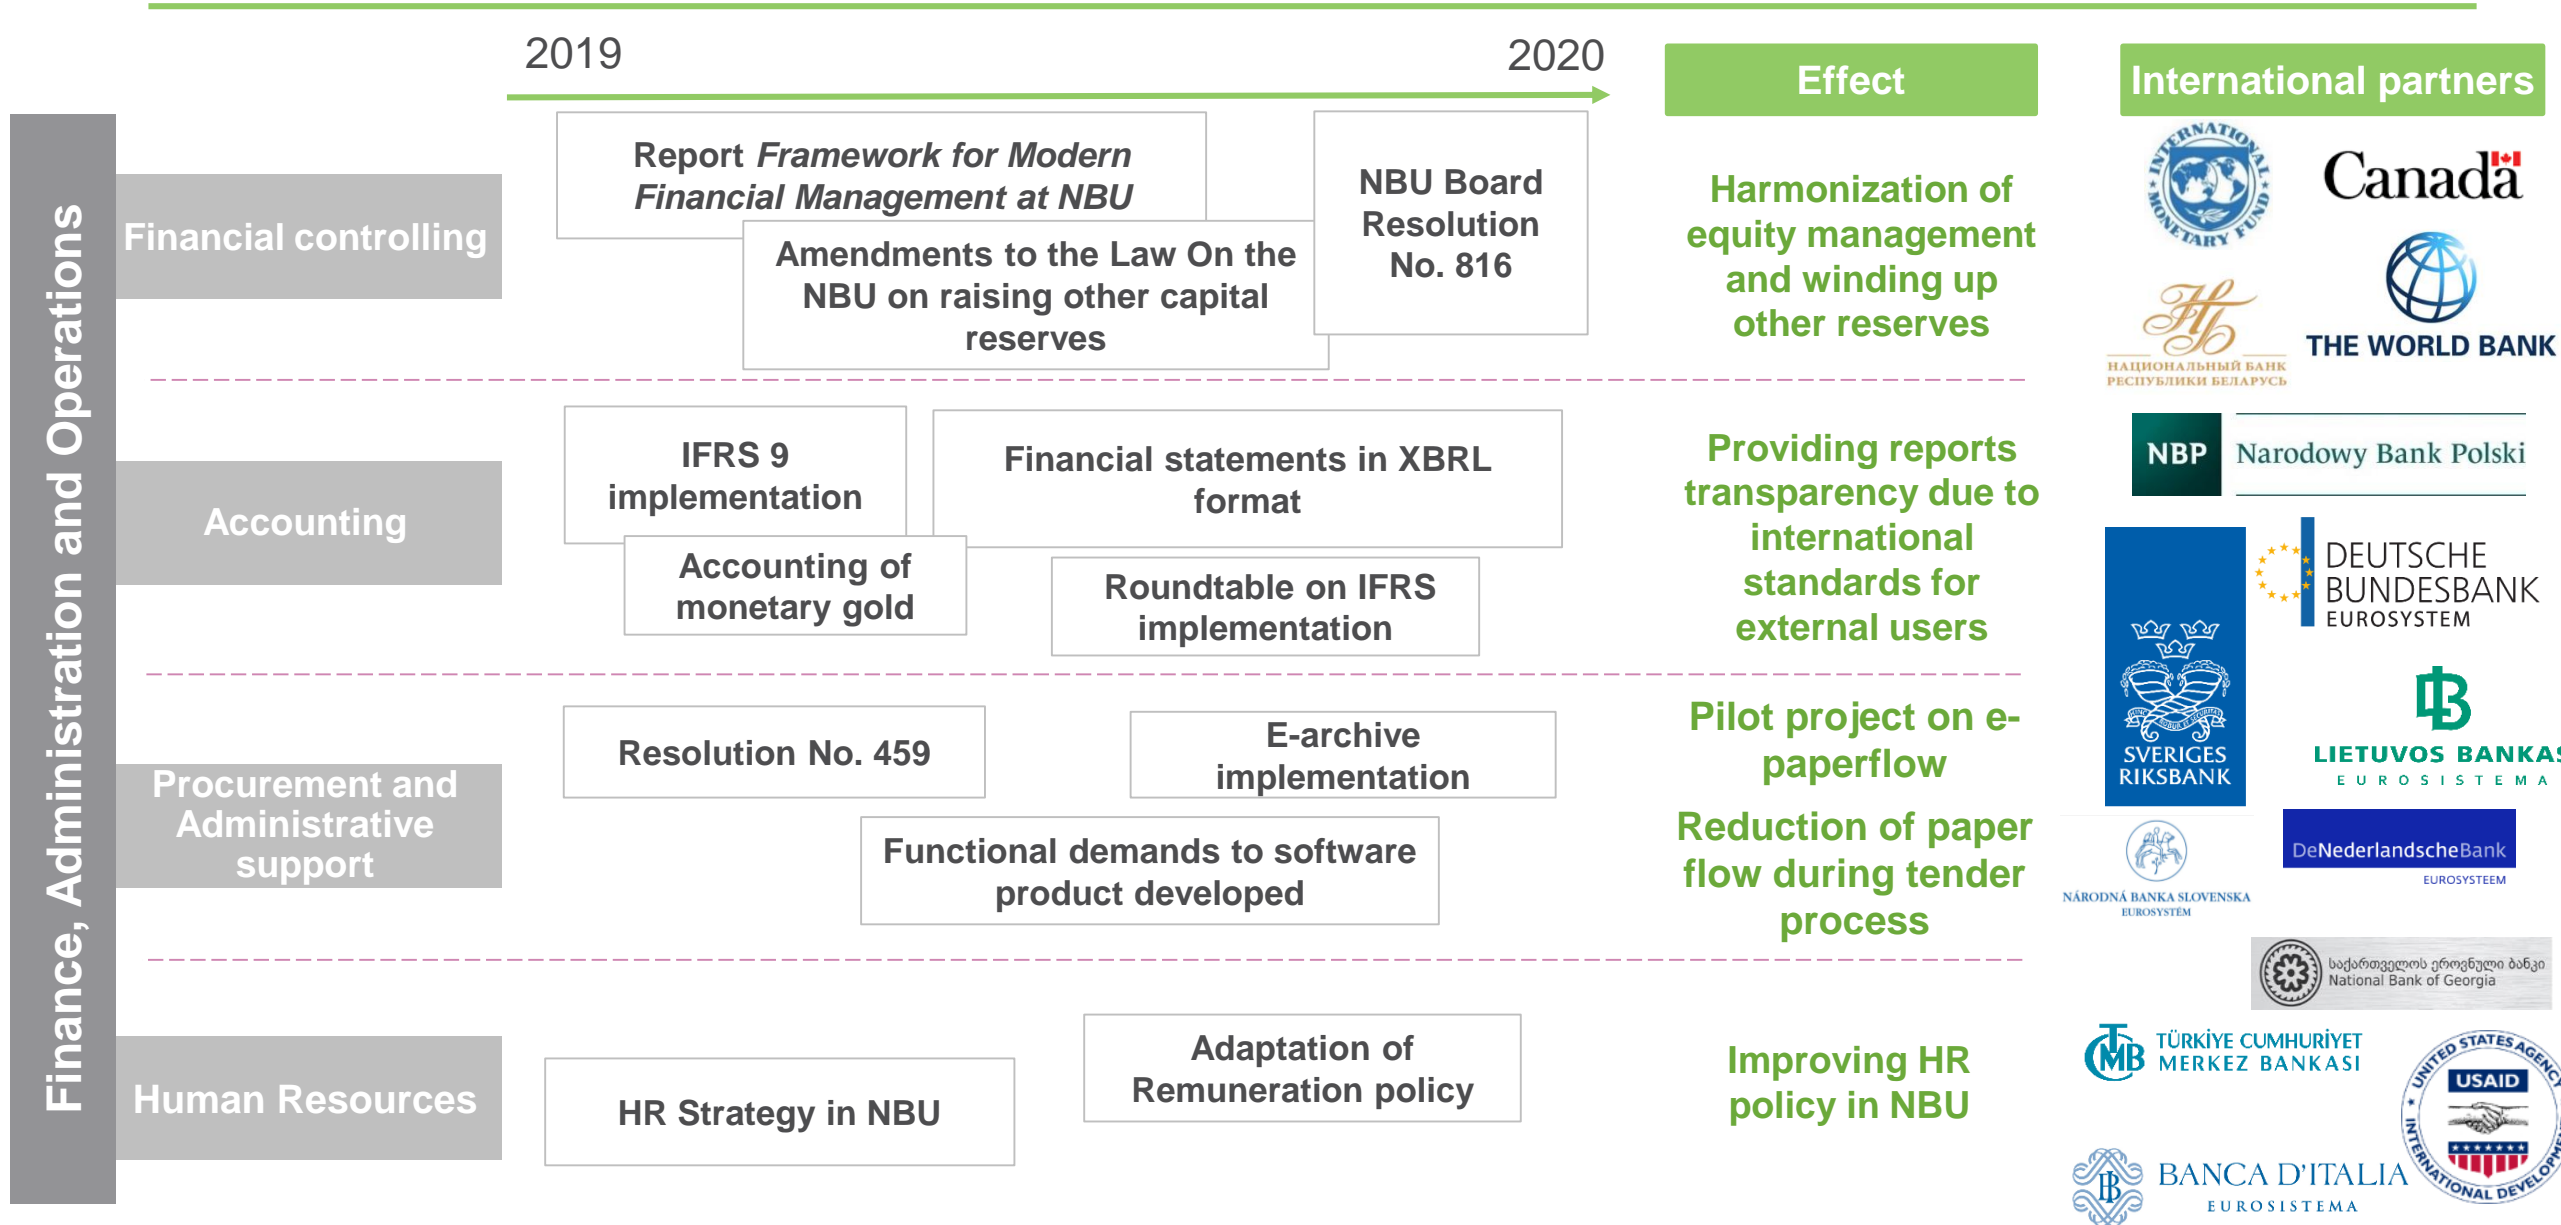 2019
2020
Effect
International partners
Finance, Administration and Operations
Financial controlling
Report Framework for Modern
Financial Management at NBU
Amendments to the Law On the
NBU on raising other capital
reserves
NBU Board
Resolution
No. 816
Harmonization of
equity management
and winding up
other reserves
Accounting
IFRS 9
implementation
Accounting of
monetary gold
Financial statements in XBRL
format
Roundtable on IFRS
implementation
Providing reports
transparency due to
international
standards for
external users
Procurement and
Administrative
support
Resolution No. 459
E-archive
implementation
Functional demands to software
product developed
Pilot project on e-
paperflow
Reduction of paper
flow during tender
process
Human Resources
HR Strategy in NBU
Adaptation of
Remuneration policy
Improving HR
policy in NBU
INTERNATIONAL MONETARY FUND
Canada
НБ
НАЦИОНАЛЬНЫЙ БАНК
РЕСПУБЛИКИ БЕЛАРУСЬ
THE WORLD BANK
NBP Narodowy Bank Polski
DEUTSCHE
BUNDESBANK
EUROSYSTEM
SVERIGES
RIKSBANK
LIETUVOS BANKAS
EUROSISTEMA
NÁRODNÁ BANKA SLOVENSKA
EUROSYSTÉM
DeNederlandscheBank
EUROSYSTEEM
საქართველოს ეროვნული ბანკი
National Bank of Georgia
TCMB
TÜRKİYE CUMHURİYET
MERKEZ BANKASI
UNITED STATES AGENCY
USAID
INTERNATIONAL DEVELOPMENT
BANCA D'ITALIA
EUROSISTEMA